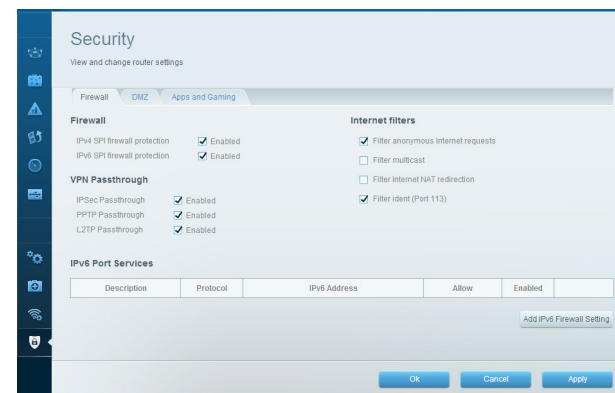 Security
View and change router settings
Firewall DMZ Apps and Gaming
Firewall
IPv4 SPI firewall protection Enabled
IPv6 SPI firewall protection Enabled
VPN Passthrough
IPSec Passthrough Enabled
PPTP Passthrough Enabled
L2TP Passthrough Enabled
Internet filters
Filter anonymous Internet requests
Filter multicast
Filter Internet NAT redirection
Filter ident (Port 113)
IPv6 Port Services
Description Protocol IPv6 Address Allow Enabled
Add IPv6 Firewall Setting
Ok Cancel Apply